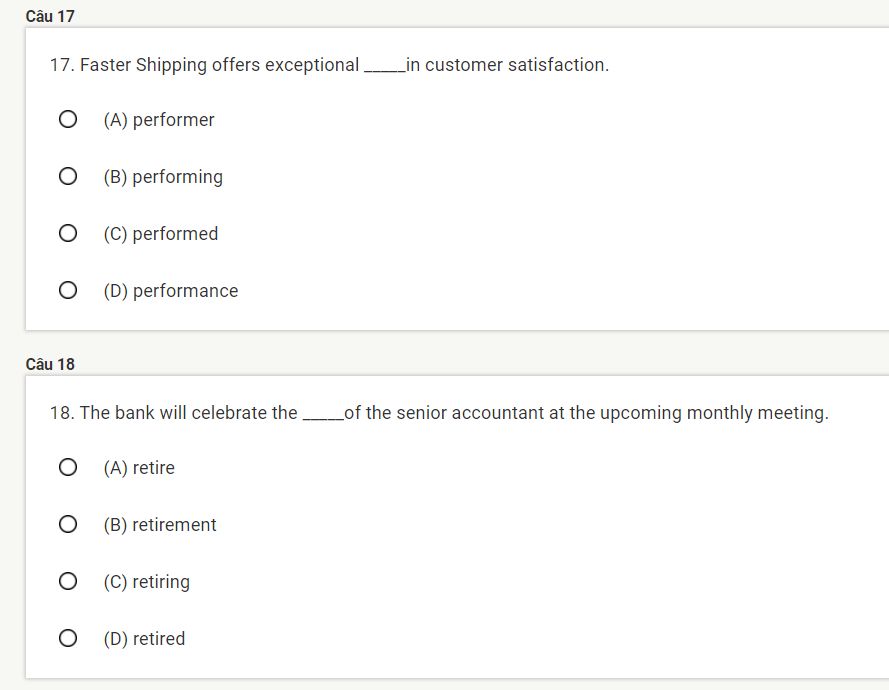 Câu 17
17. Faster Shipping offers exceptional _____in customer satisfaction.
(A) performer
(B) performing
(C) performed
(D) performance
Câu 18
18. The bank will celebrate the _____of the senior accountant at the upcoming monthly meeting.
(A) retire
(B) retirement
(C) retiring
(D) retired